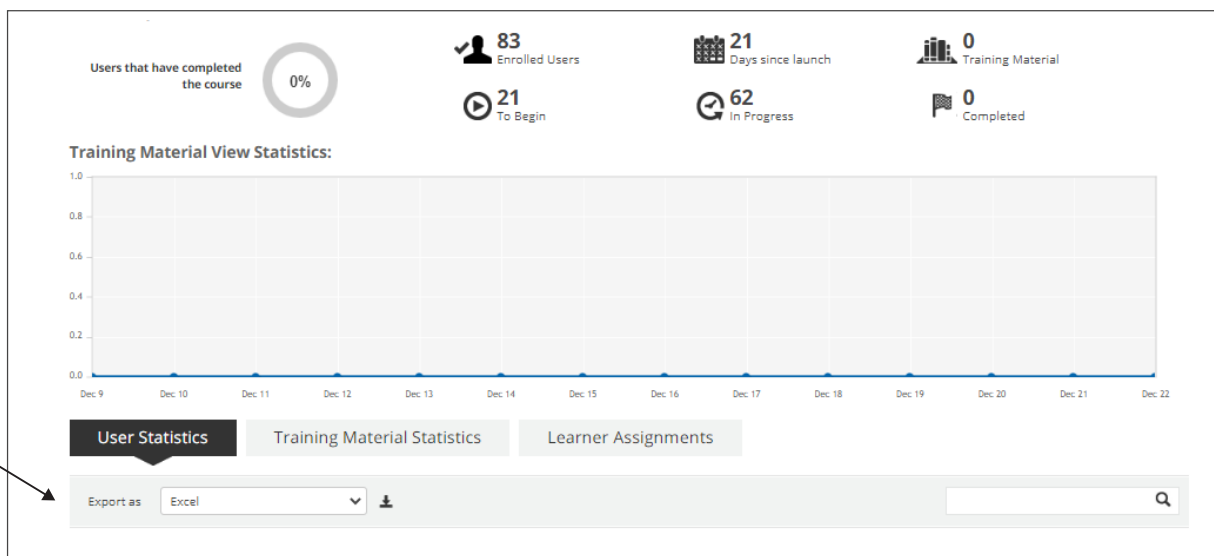 Users that have completed
the course
0%
83
Enrolled Users
21
Days since launch
0
Training Material
21
To Begin
62
In Progress
0
Completed
Training Material View Statistics:
1.0
0.8
0.6
0.4
0.2
0.0
Dec 9 Dec 10 Dec 11 Dec 12 Dec 13 Dec 14 Dec 15 Dec 16 Dec 17 Dec 18 Dec 19 Dec 20 Dec 21 Dec 22
User Statistics Training Material Statistics Learner Assignments
Export as Excel